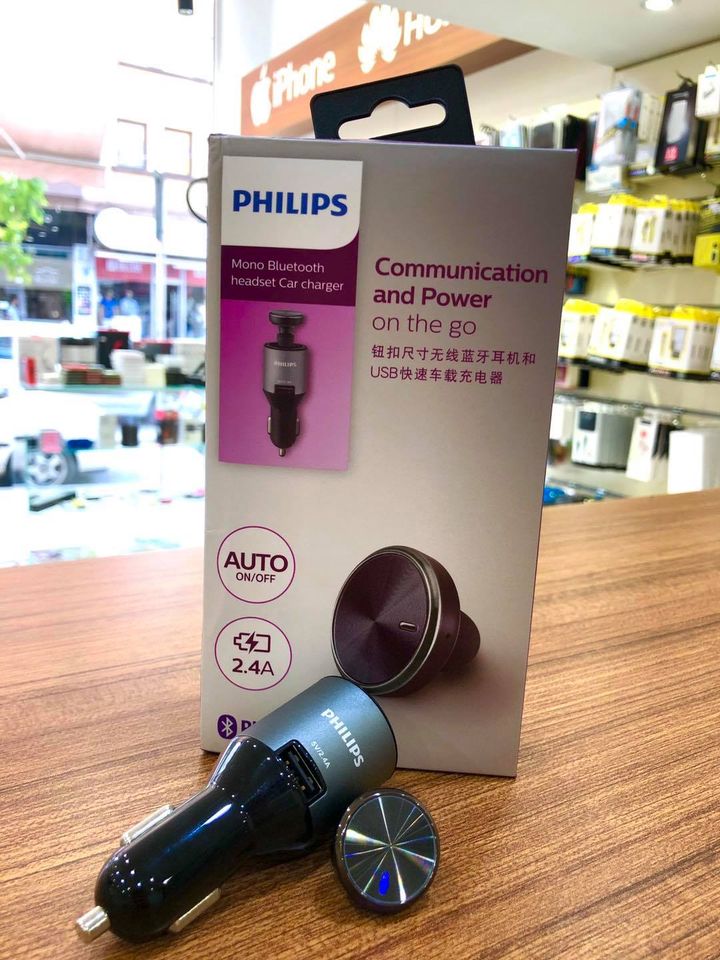 iPhone
PHILIPS
Mono Bluetooth
headset Car charger
PHILIPS
Communication
and Power
on the go
钮扣尺寸无线蓝牙耳机和
USB快速车载充电器
AUTO
ON/OFF
2.4A
PHILIPS
5V/2.4A